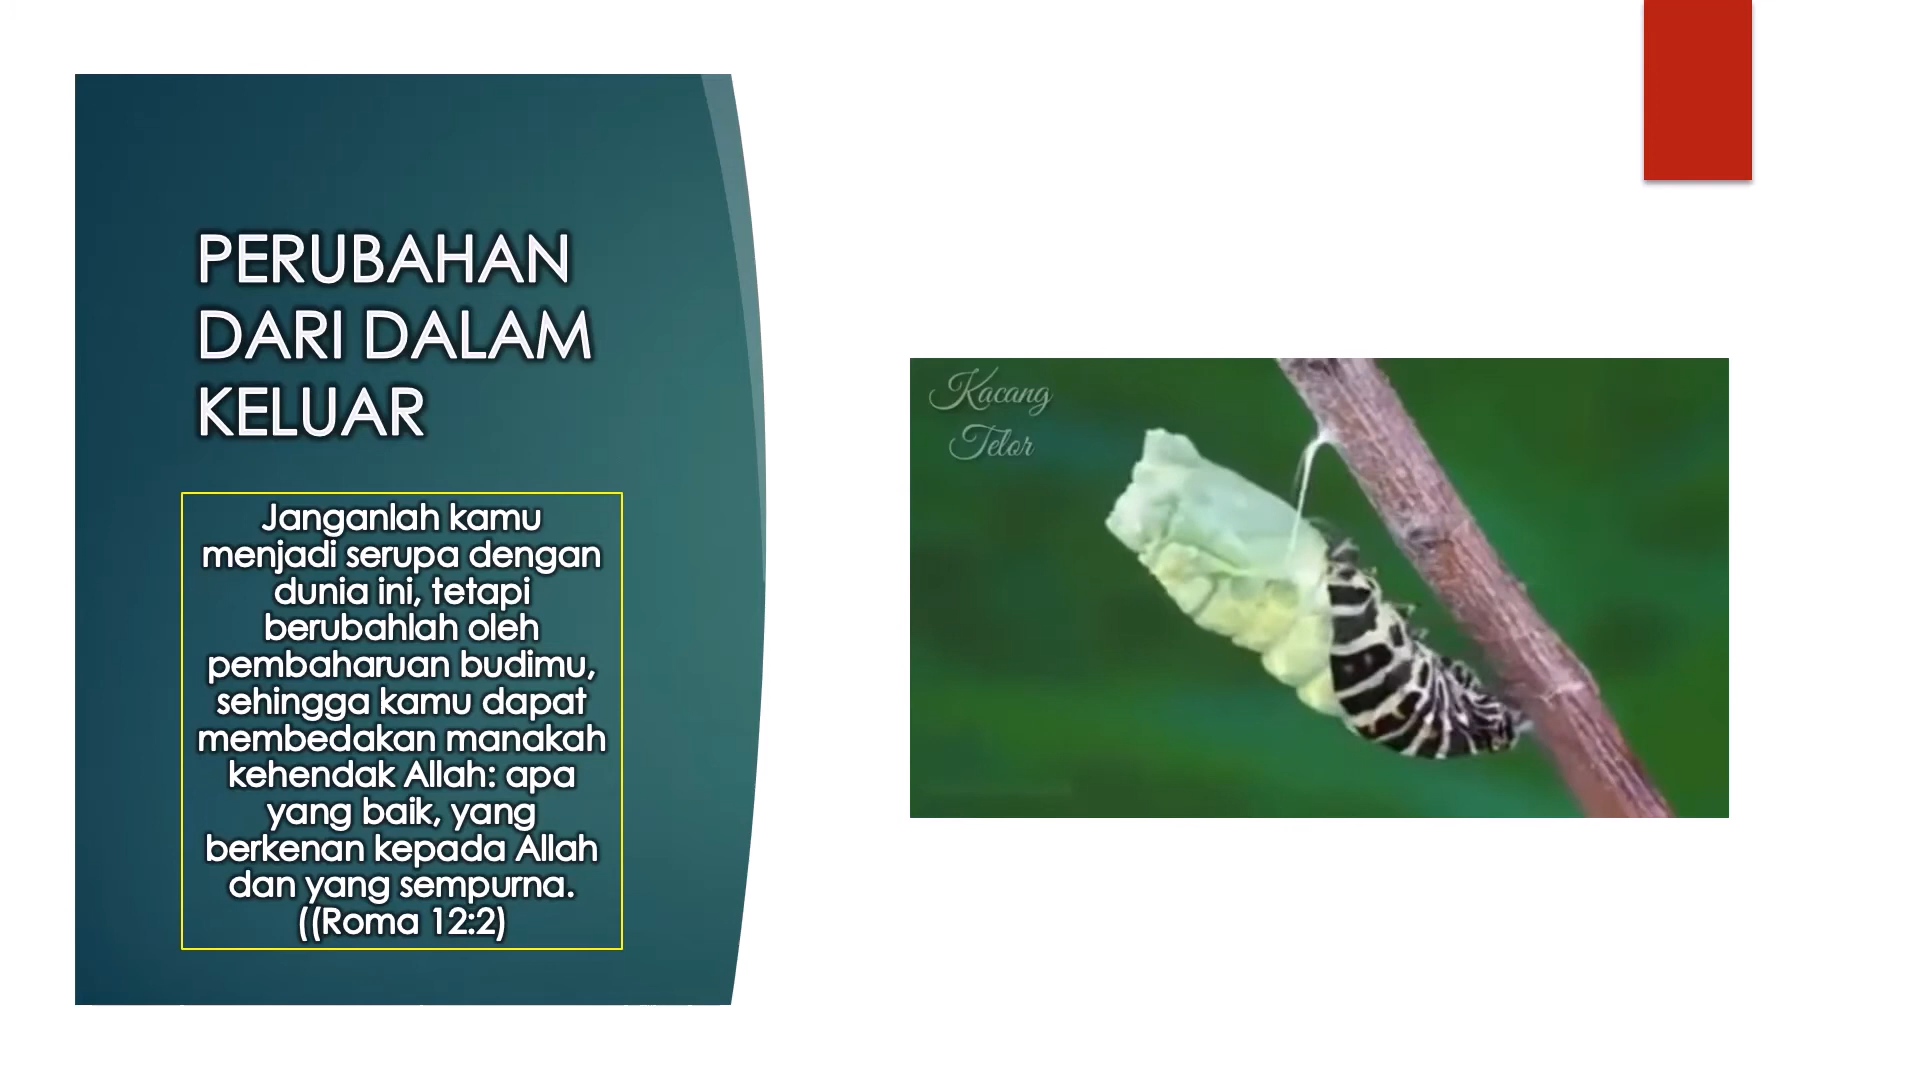 PERUBAHAN
DARI DALAM
KELUAR
Janganlah kamu
menjadi serupa dengan
dunia ini, tetapi
berubahlah oleh
pembaharuan budimu,
sehingga kamu dapat
membedakan manakah
kehendak Allah: apa
yang baik, yang
berkenan kepada Allah
dan yang sempurna.
((Roma 12:2)
Kacang
Telor